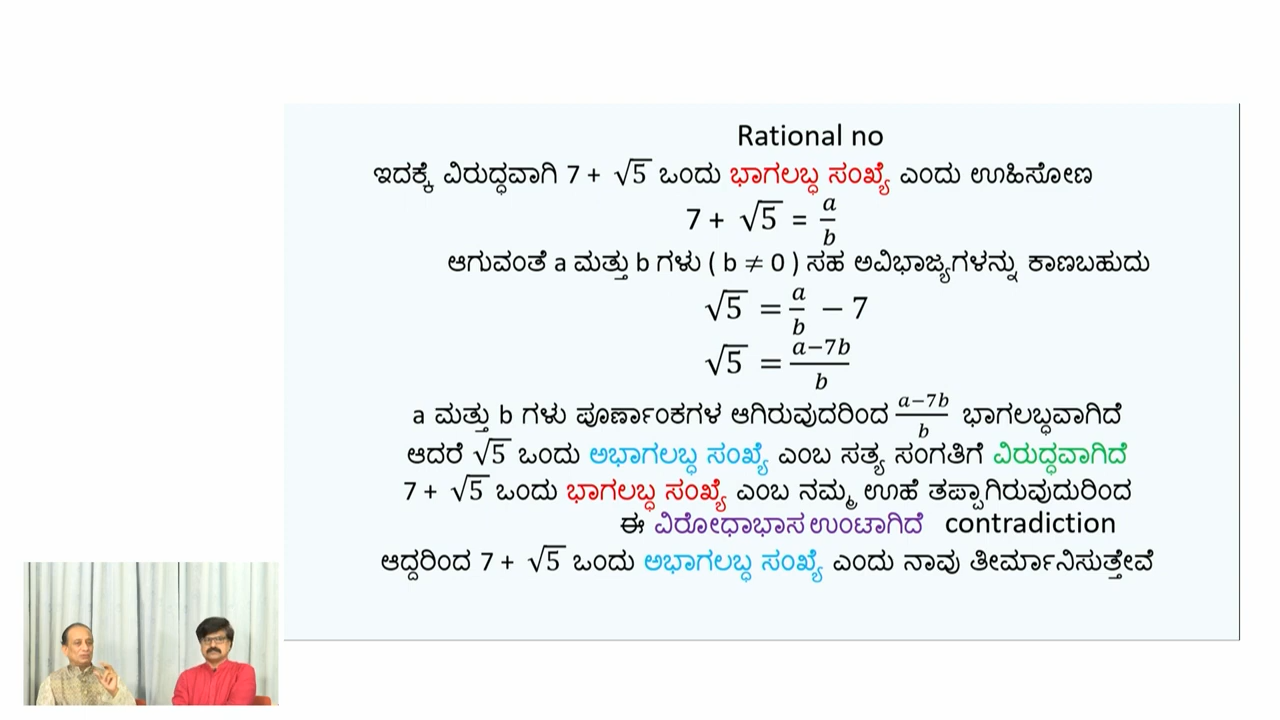 Rational no
ಇದಕ್ಕೆ ವಿರುದ್ಧವಾಗಿ 7 + √5 ಒಂದು ಭಾಗಲಬ್ಧ ಸಂಖ್ಯೆ ಎಂದು ಊಹಿಸೋಣ
7 + √5 = a/b
ಆಗುವಂತೆ a ಮತ್ತು b ಗಳು ( b ≠ 0 ) ಸಹ ಅವಿಭಾಜ್ಯಗಳನ್ನು ಕಾಣಬಹುದು
√5 = a/b − 7
√5 = a−7b/b
a ಮತ್ತು b ಗಳು ಪೂರ್ಣಾಂಕಗಳ ಆಗಿರುವುದರಿಂದ a−7b/b ಭಾಗಲಬ್ಧವಾಗಿದೆ
ಆದರೆ √5 ಒಂದು ಅಭಾಗಲಬ್ಧ ಸಂಖ್ಯೆ ಎಂಬ ಸತ್ಯ ಸಂಗತಿಗೆ ವಿರುದ್ಧವಾಗಿದೆ
7 + √5 ಒಂದು ಭಾಗಲಬ್ಧ ಸಂಖ್ಯೆ ಎಂಬ ನಮ್ಮ ಊಹೆ ತಪ್ಪಾಗಿರುವುದುರಿಂದ
ಈ ವಿರೋಧಾಭಾಸ ಉಂಟಾಗಿದೆ contradiction
ಆದ್ದರಿಂದ 7 + √5 ಒಂದು ಅಭಾಗಲಬ್ಧ ಸಂಖ್ಯೆ ಎಂದು ನಾವು ತೀರ್ಮಾನಿಸುತ್ತೇವೆ